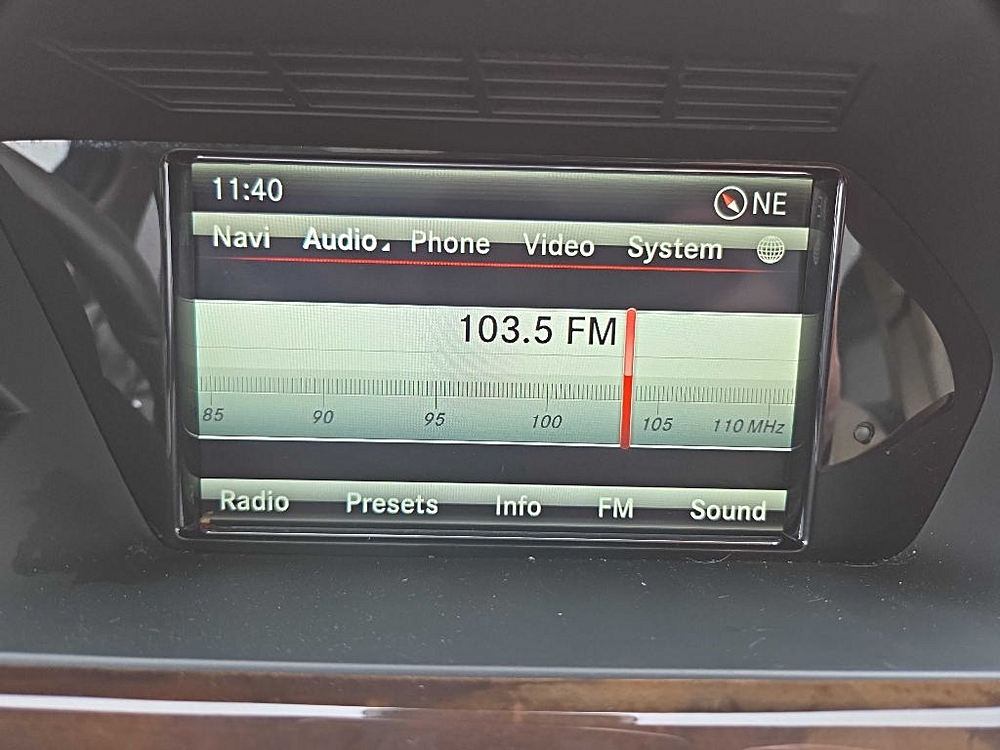 11:40 NE
Navi Audio Phone Video System
103.5 FM
85 90 95 100 105 110 MHz
Radio Presets Info FM Sound